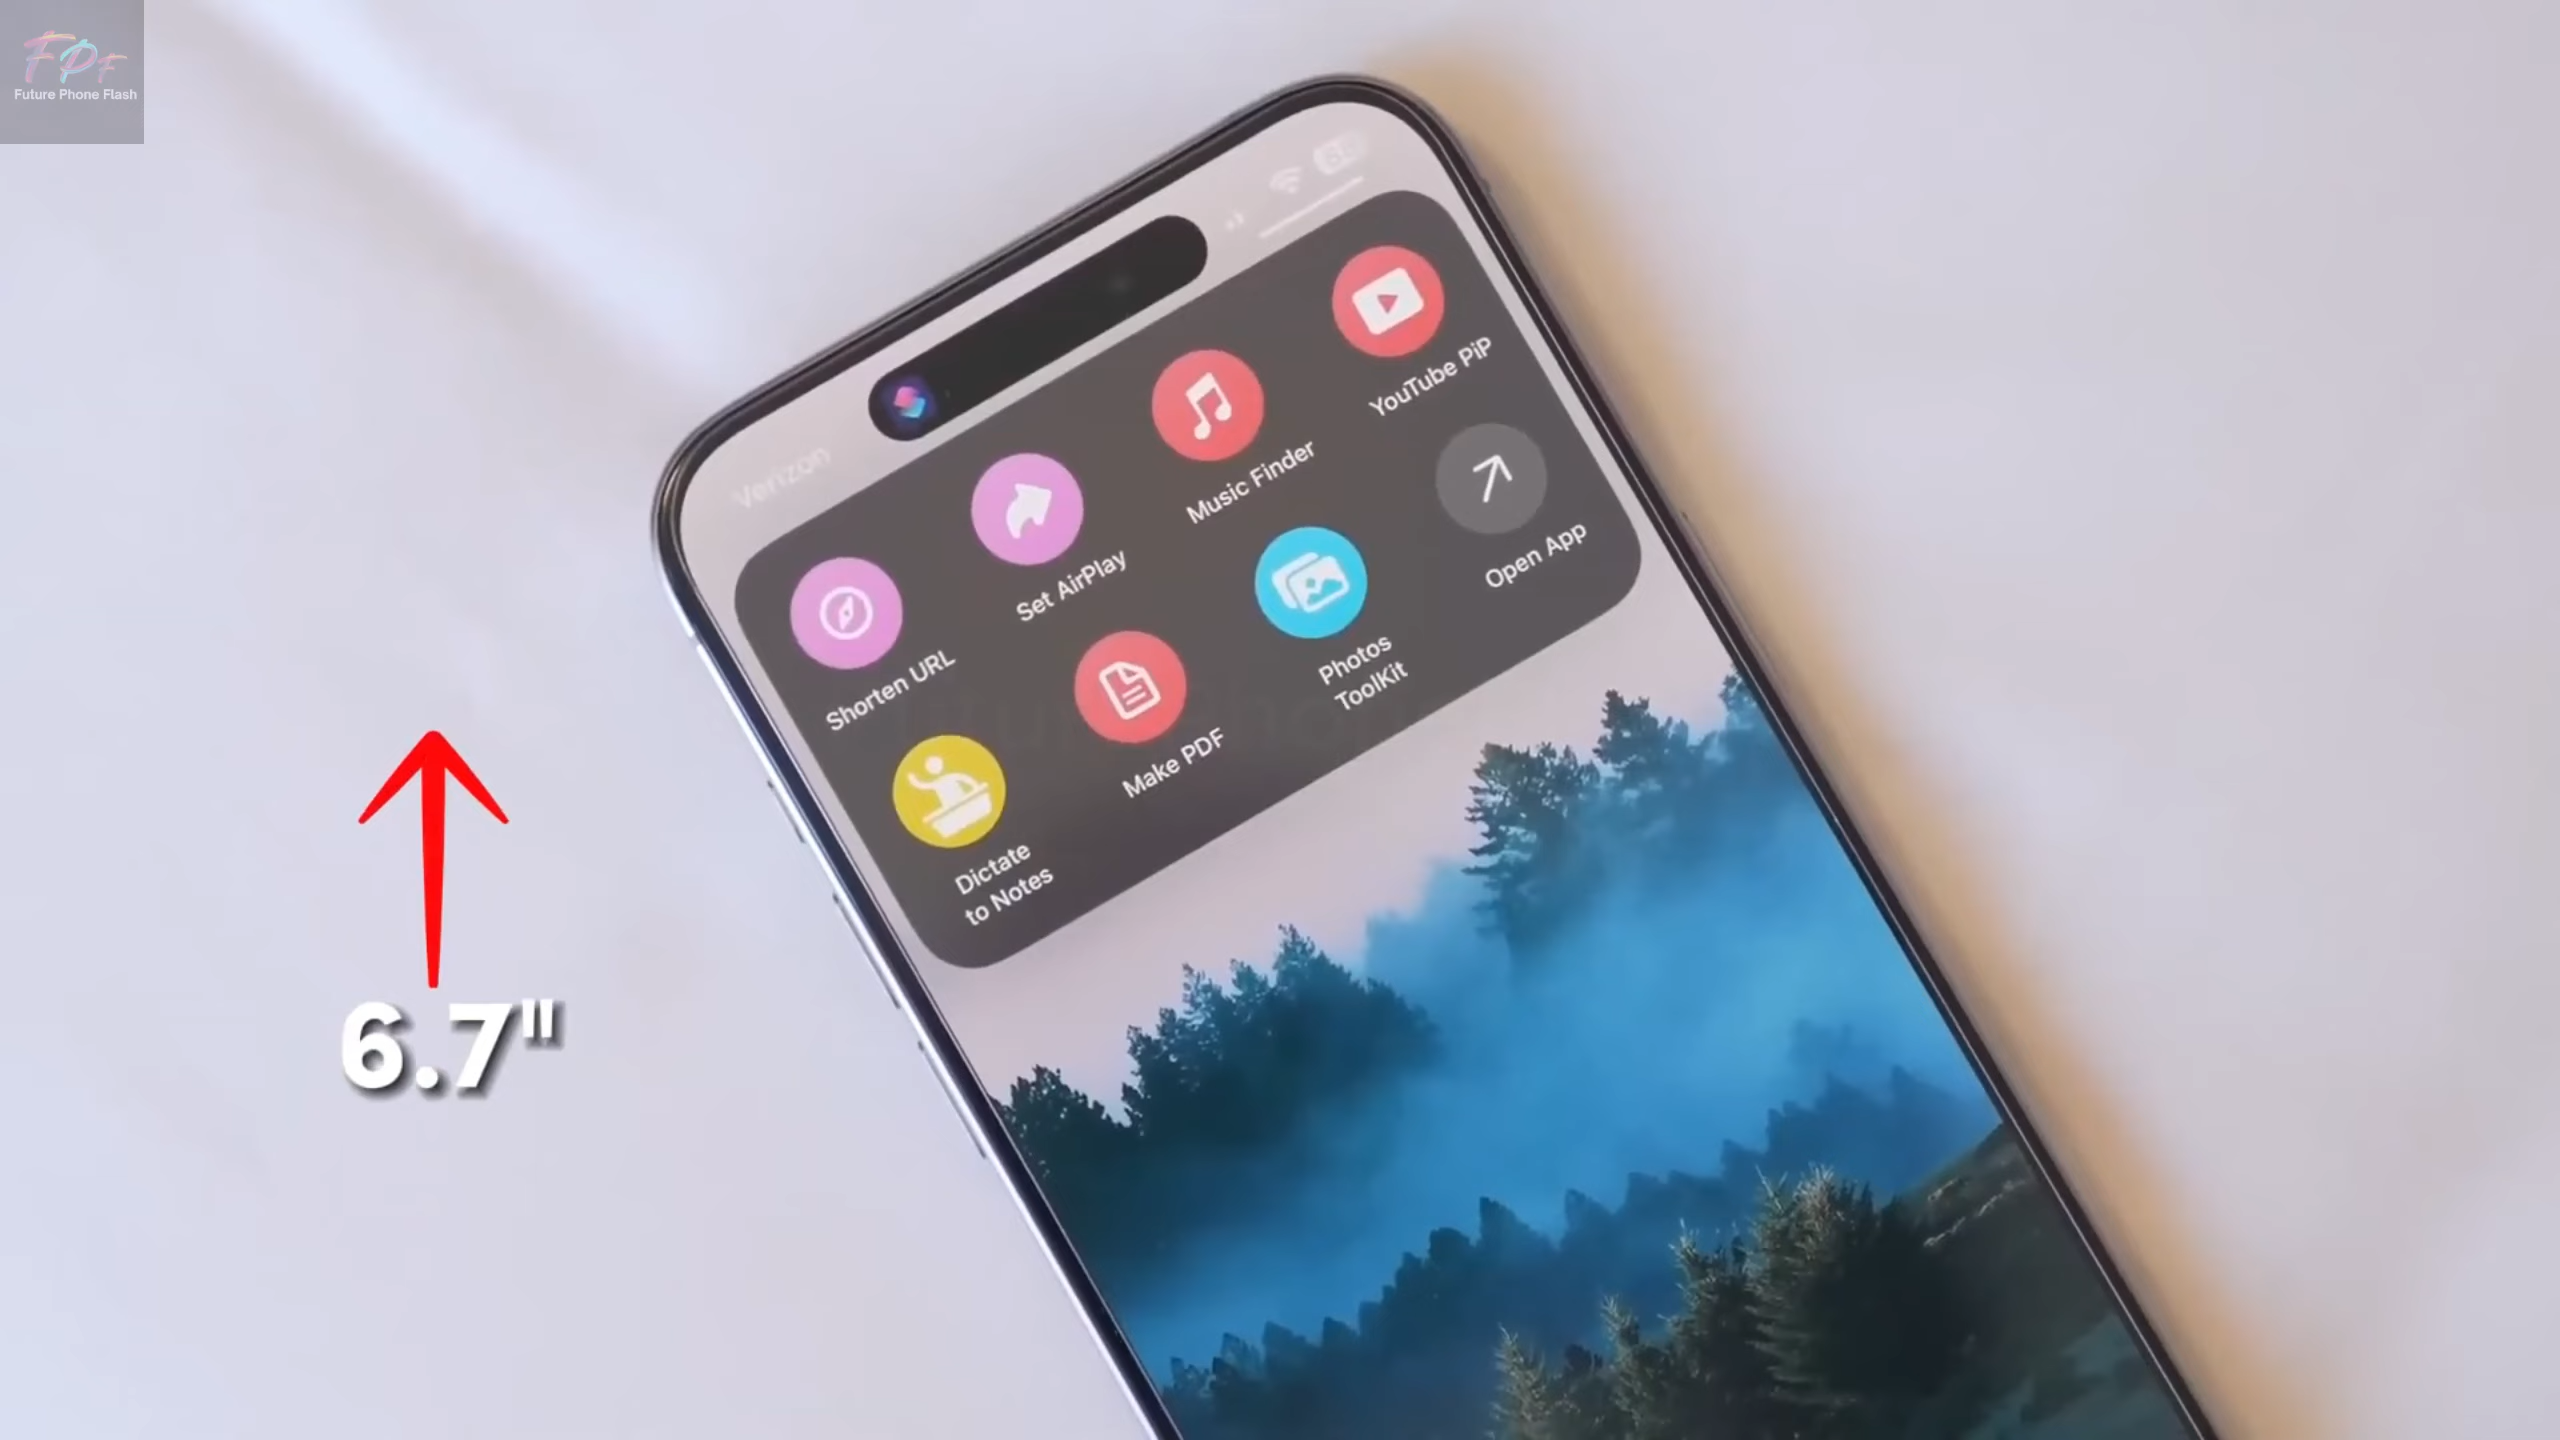 FPF
Future Phone Flash
Verizon
YouTube PiP
Music Finder
Set AirPlay
Shorten URL
Open App
Photos
ToolKit
Make PDF
Dictate
to Notes
6.7"